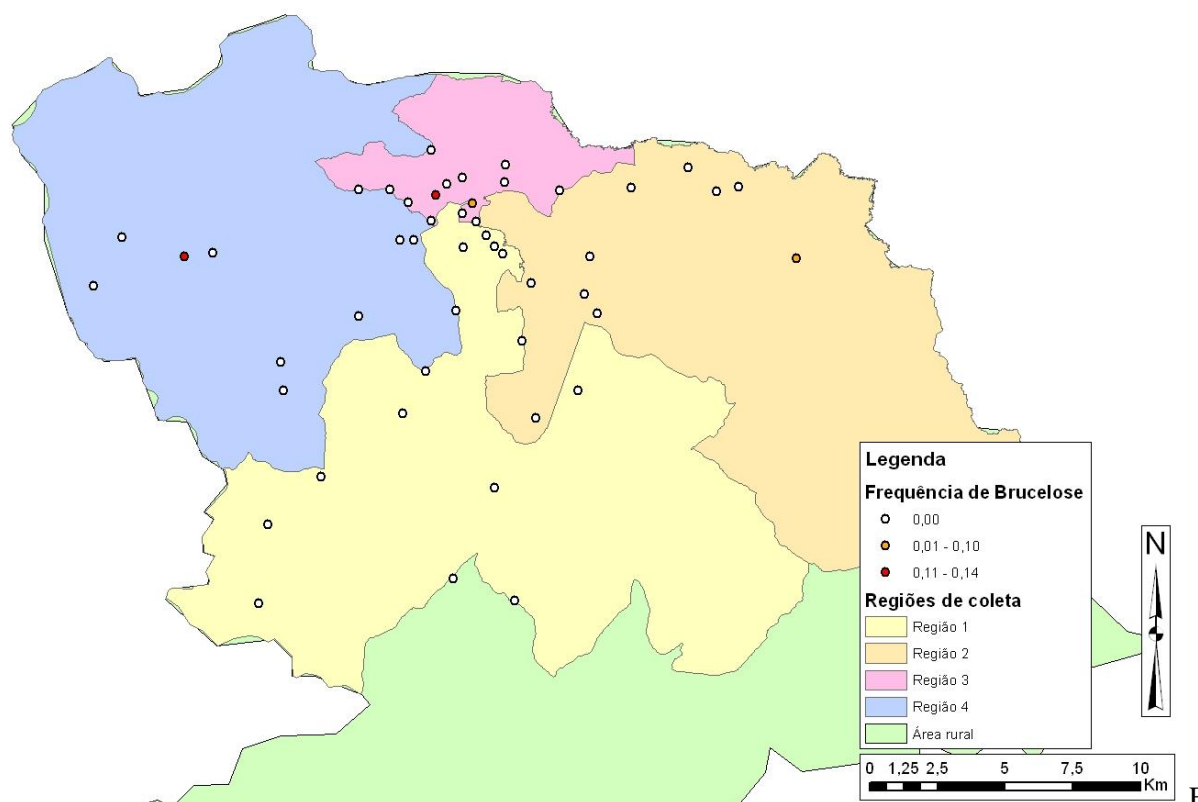 Legenda
Frequência de Brucelose
0,00
0,01 - 0,10
0,11 - 0,14
Regiões de coleta
Região 1
Região 2
Região 3
Região 4
Área rural
N
0 1,25 2,5 5 7,5 10
Km